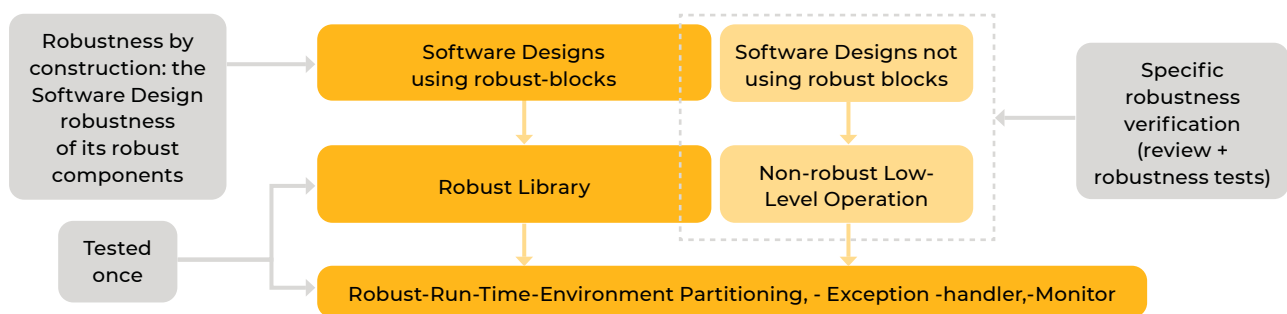 Robustness by
construction: the
Software Design
robustness
of its robust
components
Software Designs
using robust-blocks
Software Designs not
using robust blocks
Specific
robustness
verification
(review +
robustness tests)
Robust Library
Non-robust Low-
Level Operation
Tested
once
Robust-Run-Time-Environment Partitioning, - Exception -handler,-Monitor